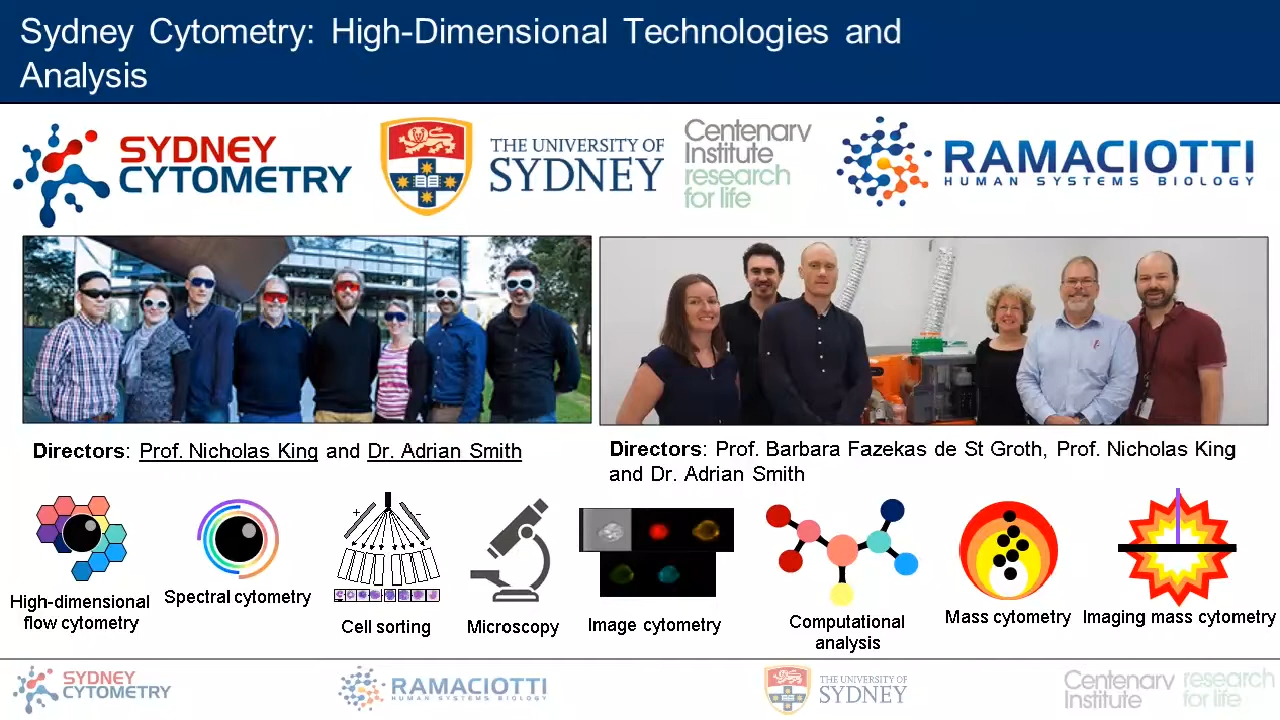 Sydney Cytometry: High-Dimensional Technologies and
Analysis
SYDNEY
CYTOMETRY
THE UNIVERSITY OF
SYDNEY
Centenary
Institute
research
for life
RAMACIOTTI
HUMAN SYSTEMS BIOLOGY
Directors: Prof. Nicholas King and Dr. Adrian Smith
Directors: Prof. Barbara Fazekas de St Groth, Prof. Nicholas King
and Dr. Adrian Smith
+
−
High-dimensional
flow cytometry
Spectral cytometry
Cell sorting
Microscopy
Image cytometry
Computational
analysis
Mass cytometry
Imaging mass cytometry
SYDNEY
CYTOMETRY
RAMACIOTTI
HUMAN SYSTEMS BIOLOGY
THE UNIVERSITY OF
SYDNEY
Centenary
Institute
research
for life